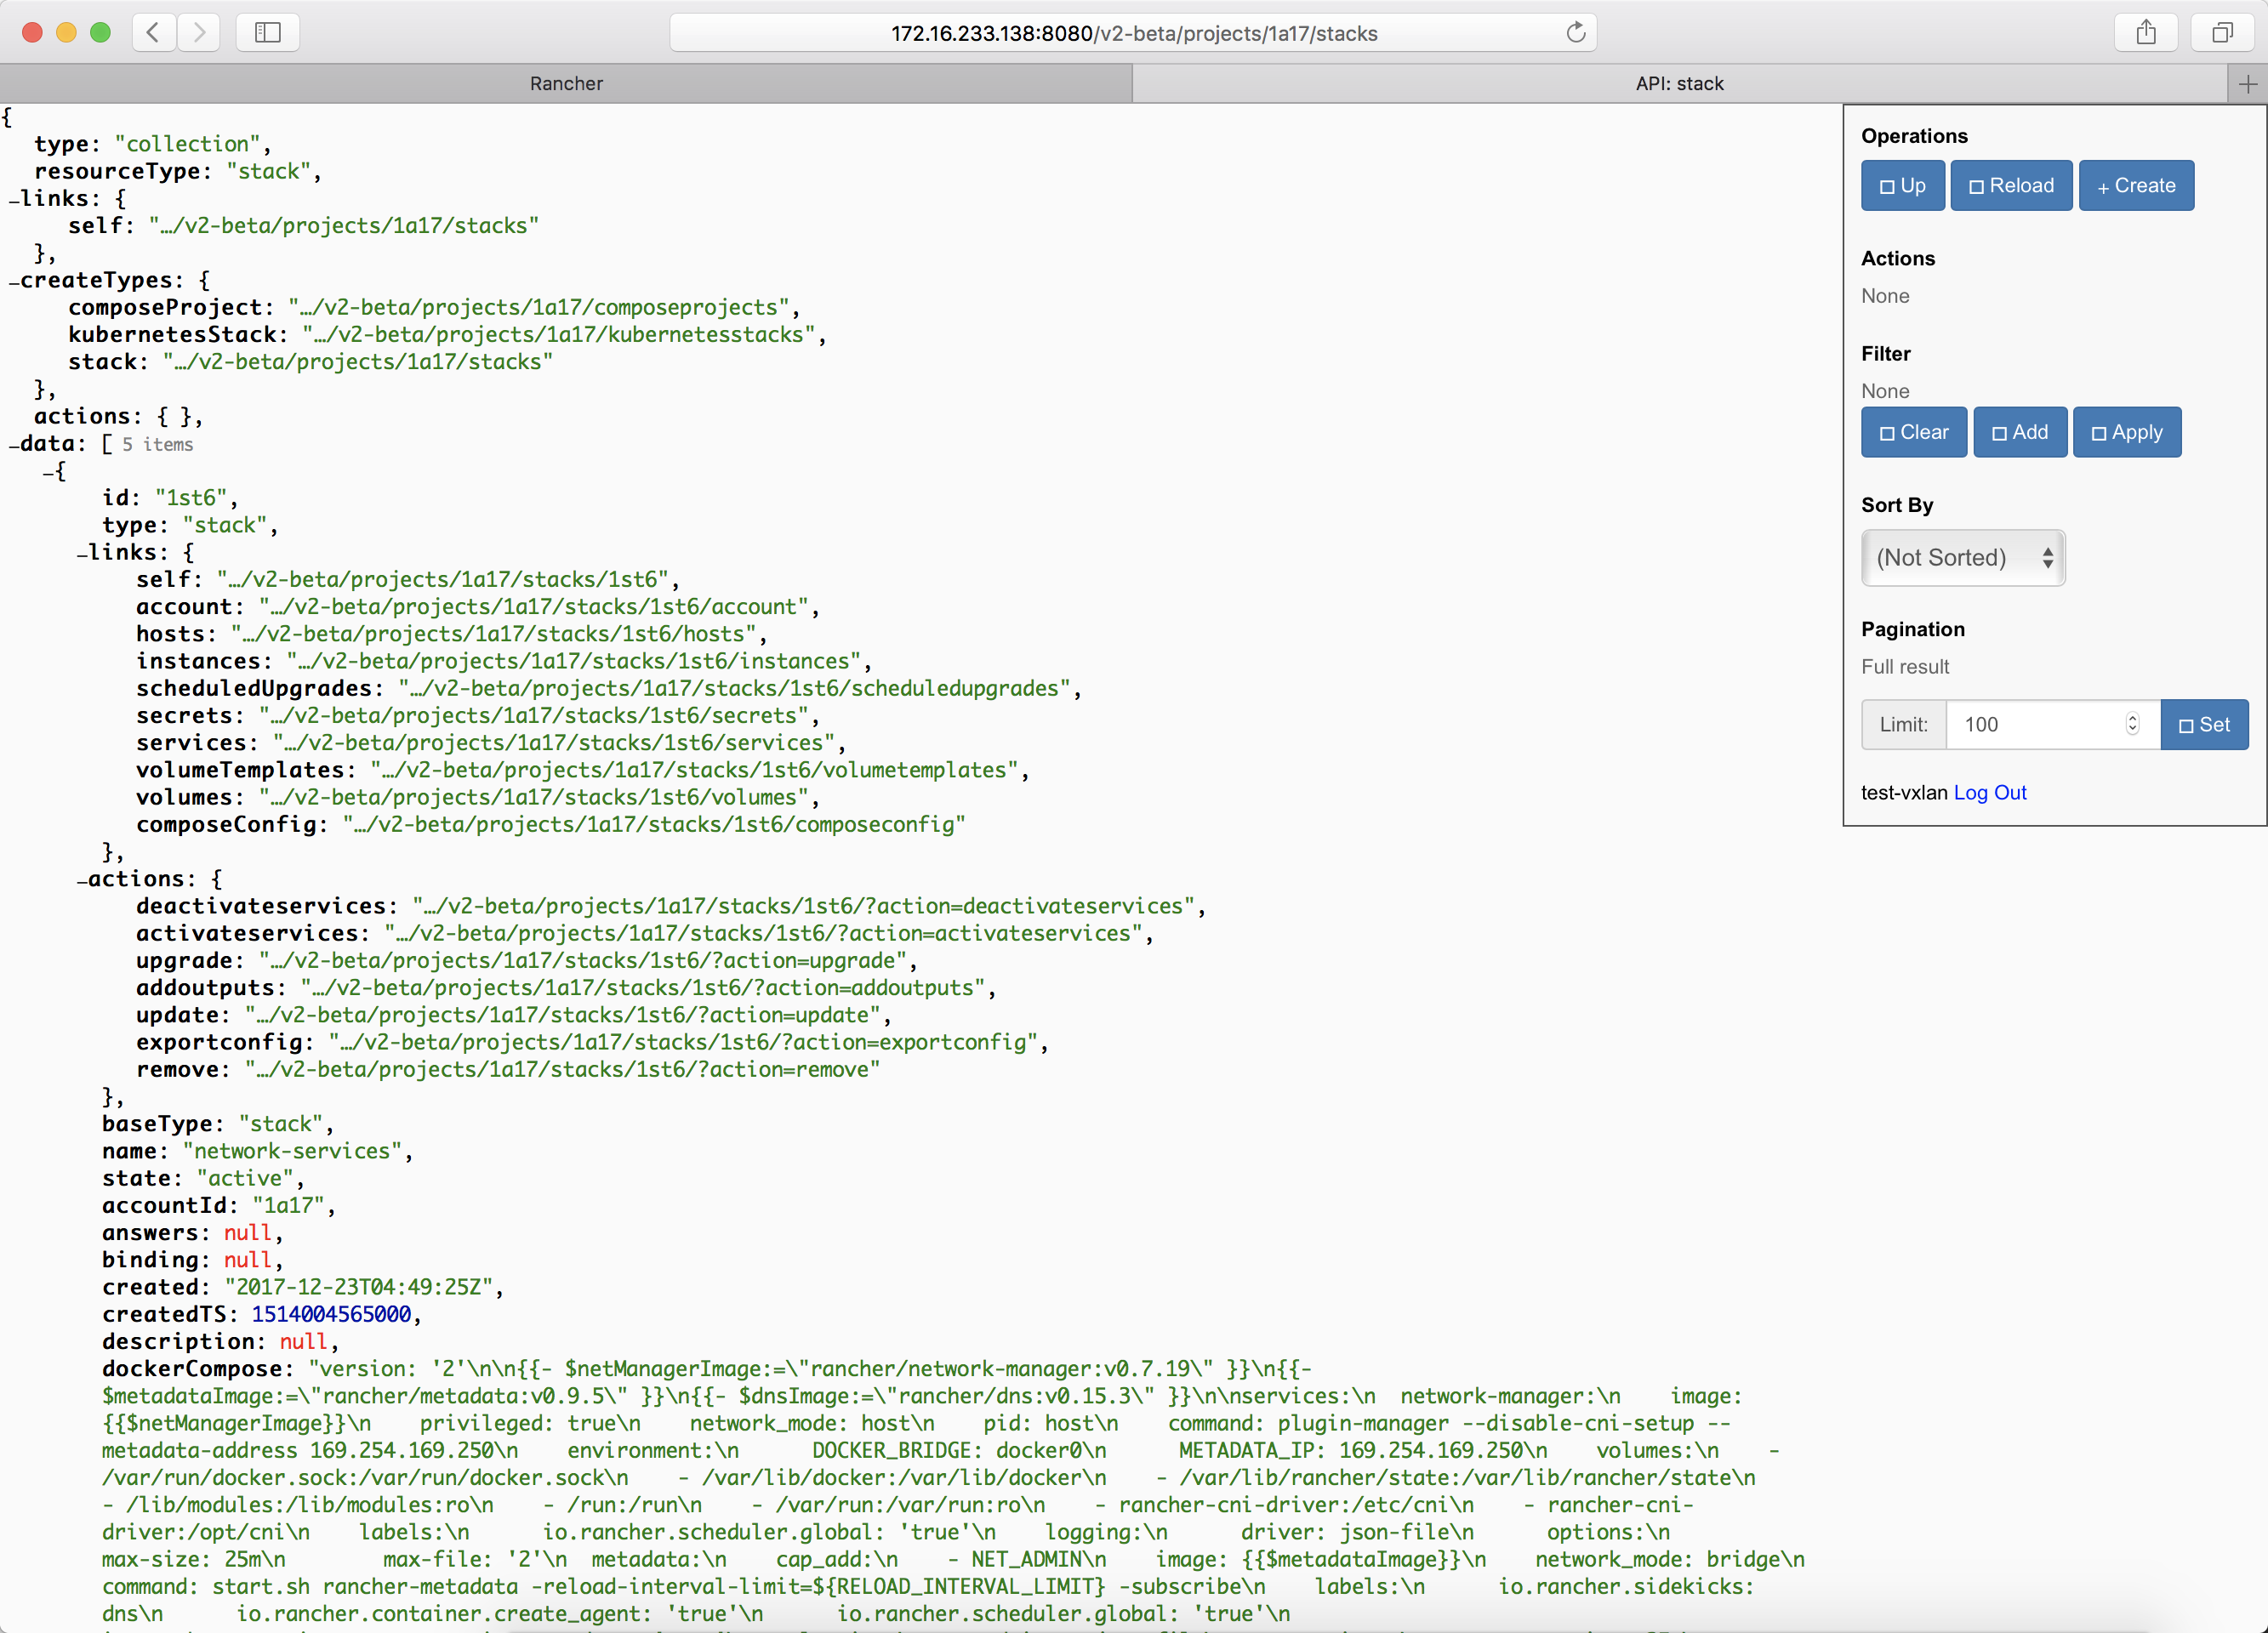 172.16.233.138:8080/v2-beta/projects/1a17/stacks
Rancher
API: stack
{
type: "collection",
resourceType: "stack",
–links: {
self: "…/v2-beta/projects/1a17/stacks"
},
–createTypes: {
composeProject: "…/v2-beta/projects/1a17/composeprojects",
kubernetesStack: "…/v2-beta/projects/1a17/kubernetesstacks",
stack: "…/v2-beta/projects/1a17/stacks"
},
actions: { },
–data: [ 5 items
–{
id: "1st6",
type: "stack",
–links: {
self: "…/v2-beta/projects/1a17/stacks/1st6",
account: "…/v2-beta/projects/1a17/stacks/1st6/account",
hosts: "…/v2-beta/projects/1a17/stacks/1st6/hosts",
instances: "…/v2-beta/projects/1a17/stacks/1st6/instances",
scheduledUpgrades: "…/v2-beta/projects/1a17/stacks/1st6/scheduledupgrades",
secrets: "…/v2-beta/projects/1a17/stacks/1st6/secrets",
services: "…/v2-beta/projects/1a17/stacks/1st6/services",
volumeTemplates: "…/v2-beta/projects/1a17/stacks/1st6/volumetemplates",
volumes: "…/v2-beta/projects/1a17/stacks/1st6/volumes",
composeConfig: "…/v2-beta/projects/1a17/stacks/1st6/composeconfig"
},
–actions: {
deactivateservices: "…/v2-beta/projects/1a17/stacks/1st6/?action=deactivateservices",
activateservices: "…/v2-beta/projects/1a17/stacks/1st6/?action=activateservices",
upgrade: "…/v2-beta/projects/1a17/stacks/1st6/?action=upgrade",
addoutputs: "…/v2-beta/projects/1a17/stacks/1st6/?action=addoutputs",
update: "…/v2-beta/projects/1a17/stacks/1st6/?action=update",
exportconfig: "…/v2-beta/projects/1a17/stacks/1st6/?action=exportconfig",
remove: "…/v2-beta/projects/1a17/stacks/1st6/?action=remove"
},
baseType: "stack",
name: "network-services",
state: "active",
accountId: "1a17",
answers: null,
binding: null,
created: "2017-12-23T04:49:25Z",
createdTS: 1514004565000,
description: null,
dockerCompose: "version: '2'\n\n{{- $netManagerImage:=\"rancher/network-manager:v0.7.19\" }}\n{{-
$metadataImage:=\"rancher/metadata:v0.9.5\" }}\n{{- $dnsImage:=\"rancher/dns:v0.15.3\" }}\n\nservices:\n  network-manager:\n    image:
{{$netManagerImage}}\n    privileged: true\n    network_mode: host\n    pid: host\n    command: plugin-manager --disable-cni-setup --
metadata-address 169.254.169.250\n    environment:\n      DOCKER_BRIDGE: docker0\n      METADATA_IP: 169.254.169.250\n    volumes:\n    -
/var/run/docker.sock:/var/run/docker.sock\n    - /var/lib/docker:/var/lib/docker\n    - /var/lib/rancher/state:/var/lib/rancher/state\n
- /lib/modules:/lib/modules:ro\n    - /run:/run\n    - /var/run:/var/run:ro\n    - rancher-cni-driver:/etc/cni\n    - rancher-cni-
driver:/opt/cni\n    labels:\n      io.rancher.scheduler.global: 'true'\n    logging:\n      driver: json-file\n      options:\n
max-size: 25m\n        max-file: '2'\n  metadata:\n    cap_add:\n    - NET_ADMIN\n    image: {{$metadataImage}}\n    network_mode: bridge\n
command: start.sh rancher-metadata -reload-interval-limit=${RELOAD_INTERVAL_LIMIT} -subscribe\n    labels:\n      io.rancher.sidekicks:
dns\n      io.rancher.container.create_agent: 'true'\n      io.rancher.scheduler.global: 'true'\n
Operations
Up
Reload
+ Create
Actions
None
Filter
None
Clear
Add
Apply
Sort By
(Not Sorted)
Pagination
Full result
Limit:
100
Set
test-vxlan Log Out